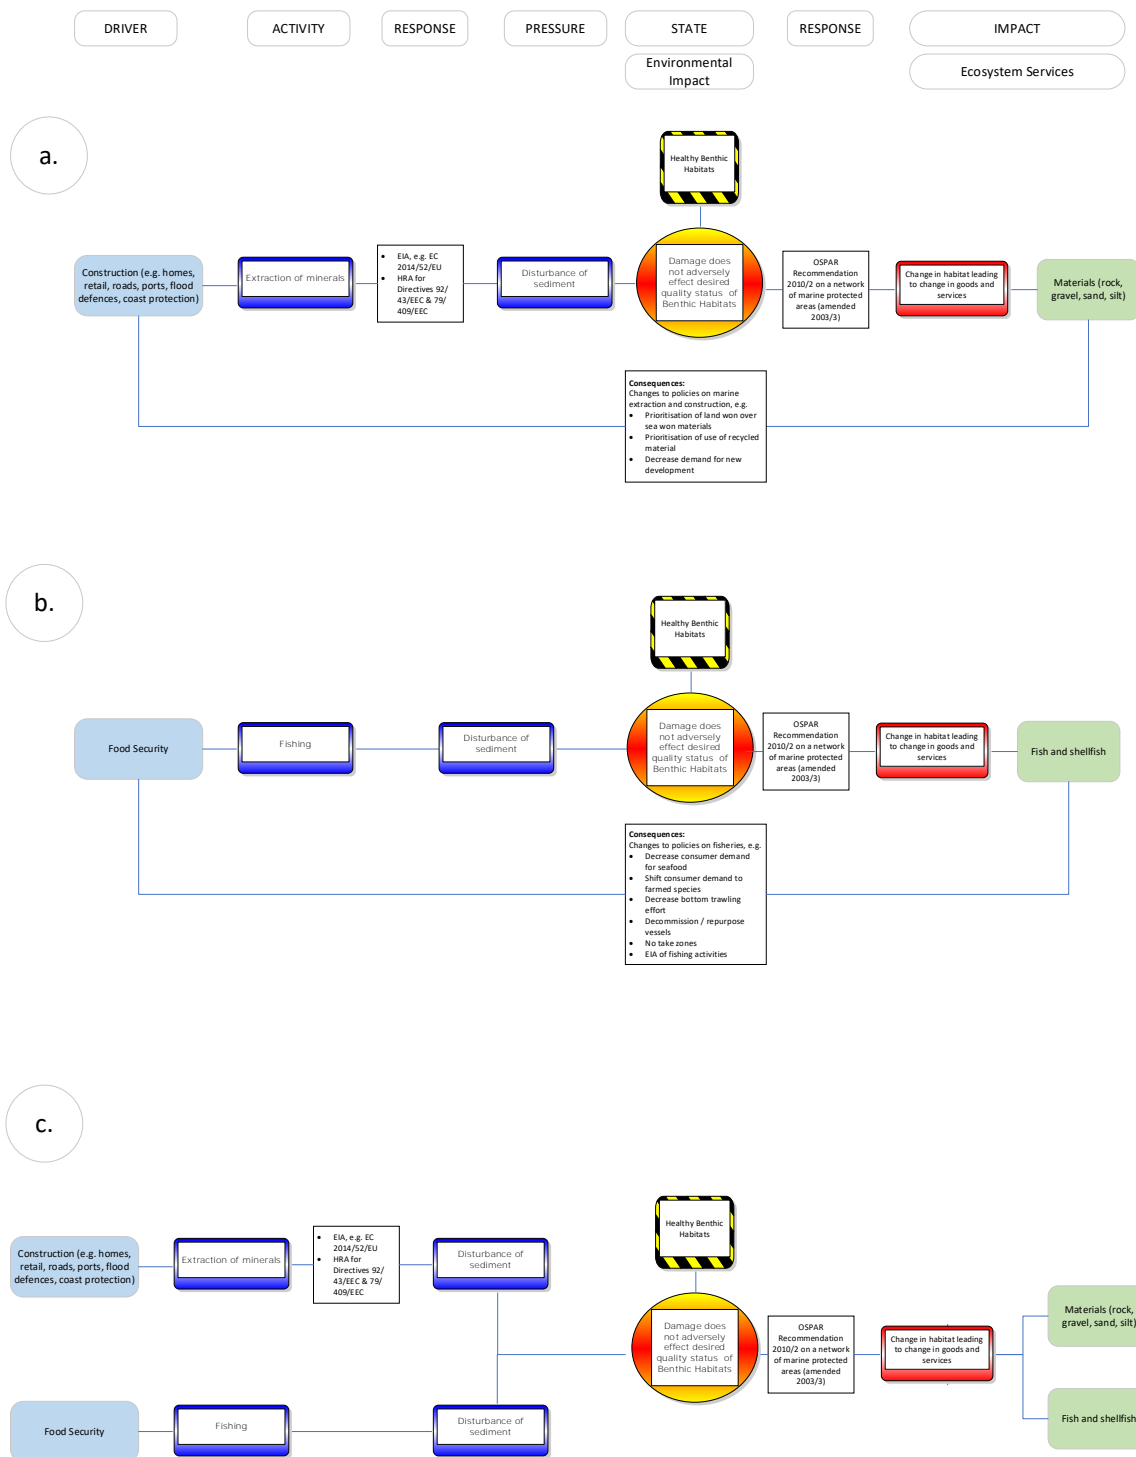 DRIVER
ACTIVITY
RESPONSE
PRESSURE
STATE
RESPONSE
IMPACT
Environmental
Impact
Ecosystem Services
a.
Healthy Benthic
Habitats
Construction (e.g. homes,
retail, roads, ports, flood
defences, coast protection)
Extraction of minerals
• EIA, e.g. EC
2014/52/EU
• HRA for
Directives 92/
43/EEC & 79/
409/EEC
Disturbance of
sediment
Damage does
not adversely
effect desired
quality status of
Benthic Habitats
OSPAR
Recommendation
2010/2 on a network
of marine protected
areas (amended
2003/3)
Change in habitat leading
to change in goods and
services
Materials (rock,
gravel, sand, silt)
Consequences:
Changes to policies on marine
extraction and construction, e.g.
• Prioritisation of land won over
sea won materials
• Prioritisation of use of recycled
material
• Decrease demand for new
development
b.
Healthy Benthic
Habitats
Food Security
Fishing
Disturbance of
sediment
Damage does
not adversely
effect desired
quality status of
Benthic Habitats
OSPAR
Recommendation
2010/2 on a network
of marine protected
areas (amended
2003/3)
Change in habitat leading
to change in goods and
services
Fish and shellfish
Consequences:
Changes to policies on fisheries, e.g.
• Decrease consumer demand
for seafood
• Shift consumer demand to
farmed species
• Decrease bottom trawling
effort
• Decommission / repurpose
vessels
• No take zones
• EIA of fishing activities
c.
Healthy Benthic
Habitats
Construction (e.g. homes,
retail, roads, ports, flood
defences, coast protection)
Extraction of minerals
• EIA, e.g. EC
2014/52/EU
• HRA for
Directives 92/
43/EEC & 79/
409/EEC
Disturbance of
sediment
Damage does
not adversely
effect desired
quality status of
Benthic Habitats
OSPAR
Recommendation
2010/2 on a network
of marine protected
areas (amended
2003/3)
Change in habitat leading
to change in goods and
services
Materials (rock,
gravel, sand, silt)
Food Security
Fishing
Disturbance of
sediment
Fish and shellfish